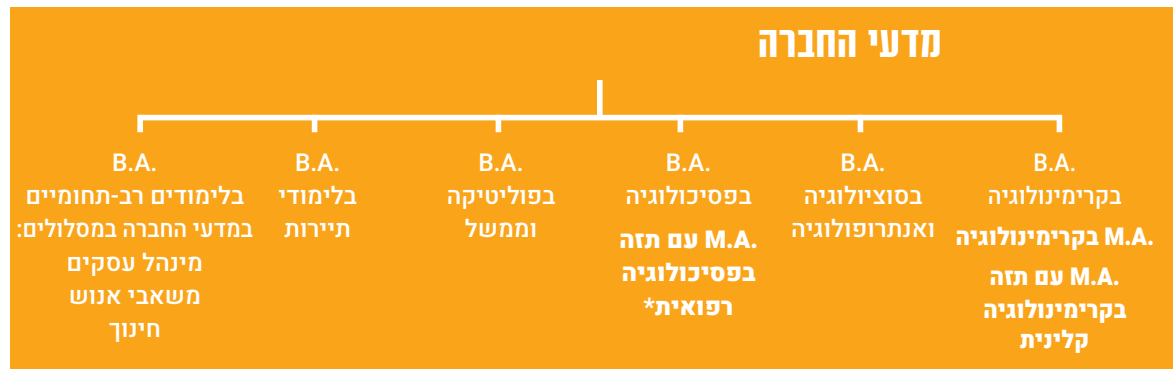 מדעי החברה
B.A.
בקרימינולוגיה
M.A. בקרימינולוגיה
M.A. עם תזה
בקרימינולוגיה
קלינית
B.A.
בסוציולוגיה
ואנתרופולוגיה
B.A.
בפסיכולוגיה
M.A. עם תזה
בפסיכולוגיה
רפואית*
B.A.
בפוליטיקה
וממשל
B.A.
בלימודי
תיירות
B.A.
בלימודים רב-תחומיים
במדעי החברה במסלולים:
מינהל עסקים
משאבי אנוש
חינוך